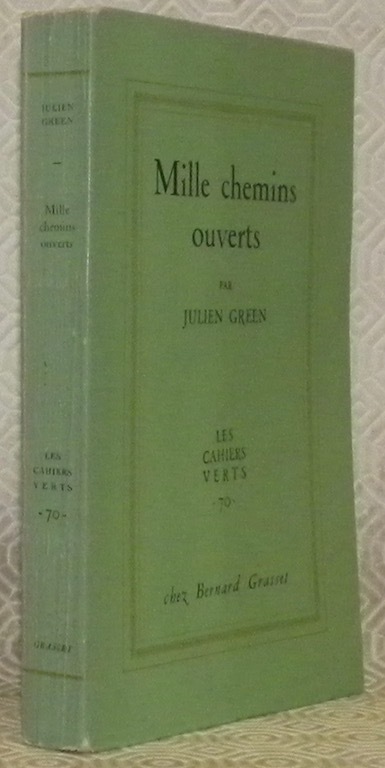 JULIEN
GREEN
Mille
chemins
ouverts
LES
CAHIERS
VERTS
-70-
GRASSET
Mille chemins
ouverts
PAR
JULIEN GREEN
LES
CAHIERS
VERTS
-70-
chez Bernard Grasset